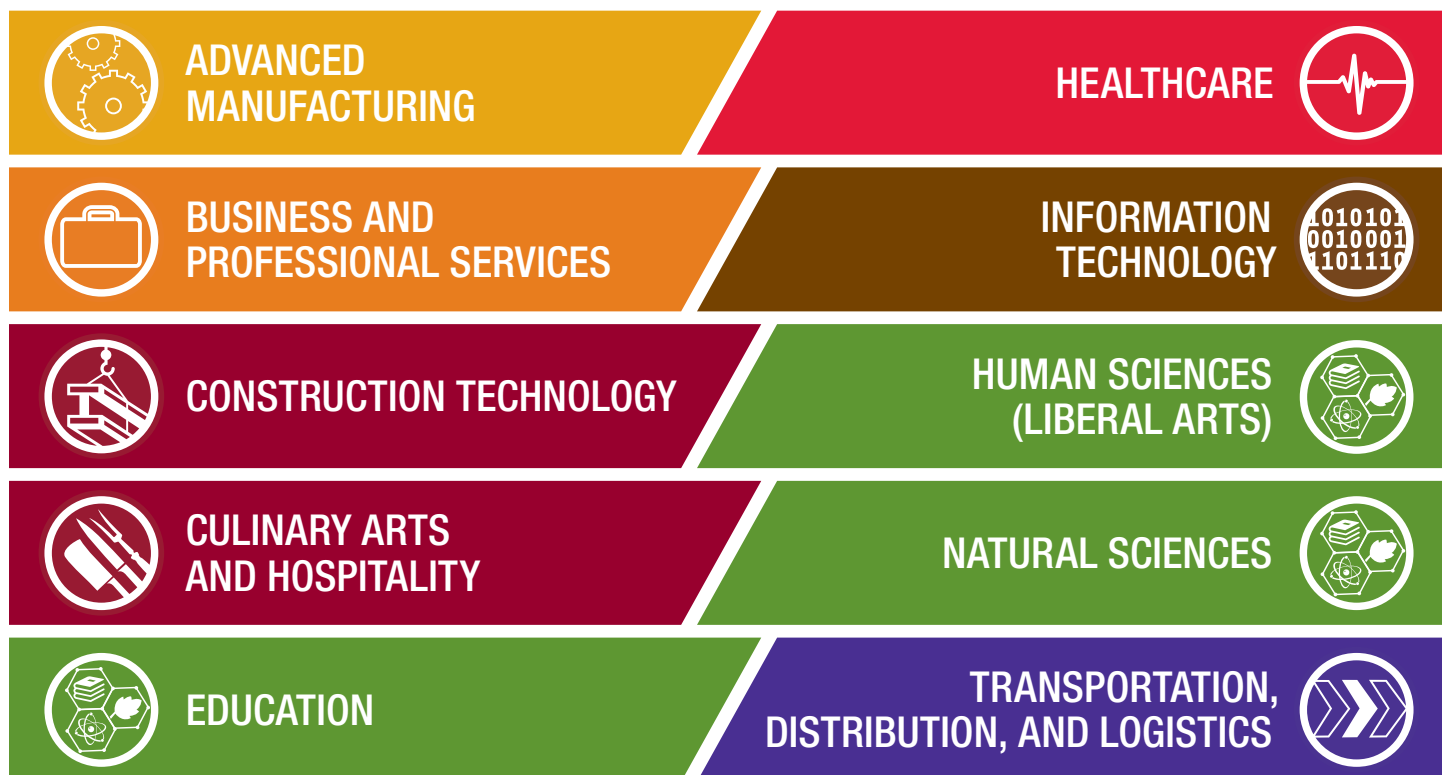 ADVANCED
MANUFACTURING
HEALTHCARE
BUSINESS AND
PROFESSIONAL SERVICES
INFORMATION
TECHNOLOGY
1010101
0010001
1101110
CONSTRUCTION TECHNOLOGY
HUMAN SCIENCES
(LIBERAL ARTS)
CULINARY ARTS
AND HOSPITALITY
NATURAL SCIENCES
EDUCATION
TRANSPORTATION,
DISTRIBUTION, AND LOGISTICS